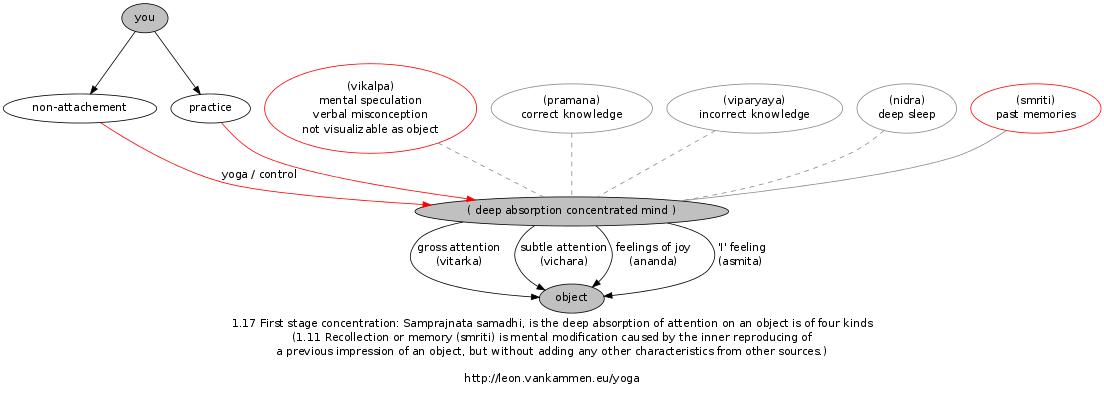 you
non-attachement
practice
(vikalpa)
mental speculation
verbal misconception
not visualizable as object
(pramana)
correct knowledge
(viparyaya)
incorrect knowledge
(nidra)
deep sleep
(smriti)
past memories
yoga / control
( deep absorption concentrated mind )
gross attention
(vitarka)
subtle attention
(vichara)
feelings of joy
(ananda)
'I' feeling
(asmita)
object
1.17 First stage concentration: Samprajnata samadhi, is the deep absorption of attention on an object is of four kinds
(1.11 Recollection or memory (smriti) is mental modification caused by the inner reproducing of
a previous impression of an object, but without adding any other characteristics from other sources.)
http://leon.vankammen.eu/yoga